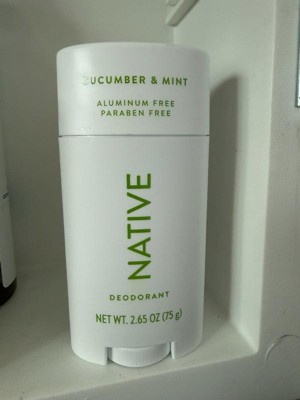 CUCUMBER & MINT
ALUMINUM FREE
PARABEN FREE
NATIVE
DEODORANT
NET WT. 2.65 OZ (75 g)